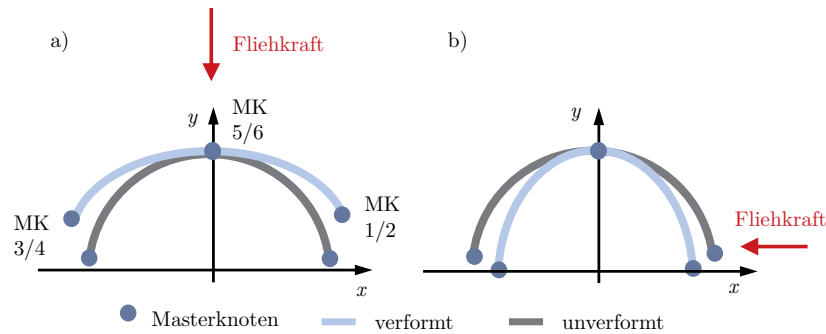 a)
Fliehkraft
y
MK
5/6
MK
3/4
MK
1/2
x
b)
y
Fliehkraft
x
Masterknoten verformt unverformt